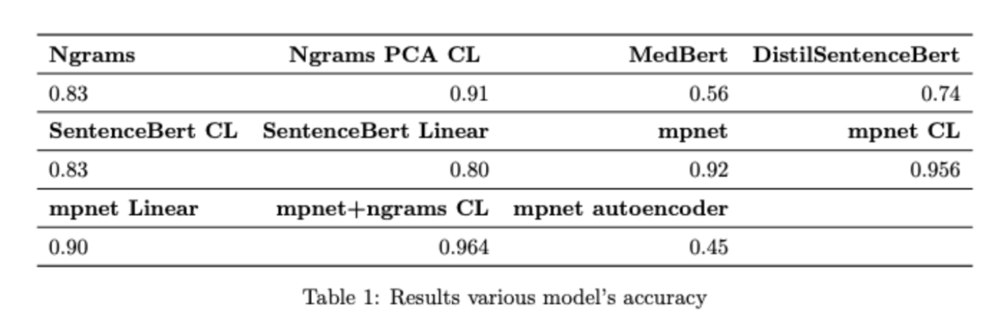 Ngrams Ngrams PCA CL MedBert DistilSentenceBert
0.83 0.91 0.56 0.74
SentenceBert CL SentenceBert Linear mpnet mpnet CL
0.83 0.80 0.92 0.956
mpnet Linear mpnet+ngrams CL mpnet autoencoder
0.90 0.964 0.45
Table 1: Results various model's accuracy